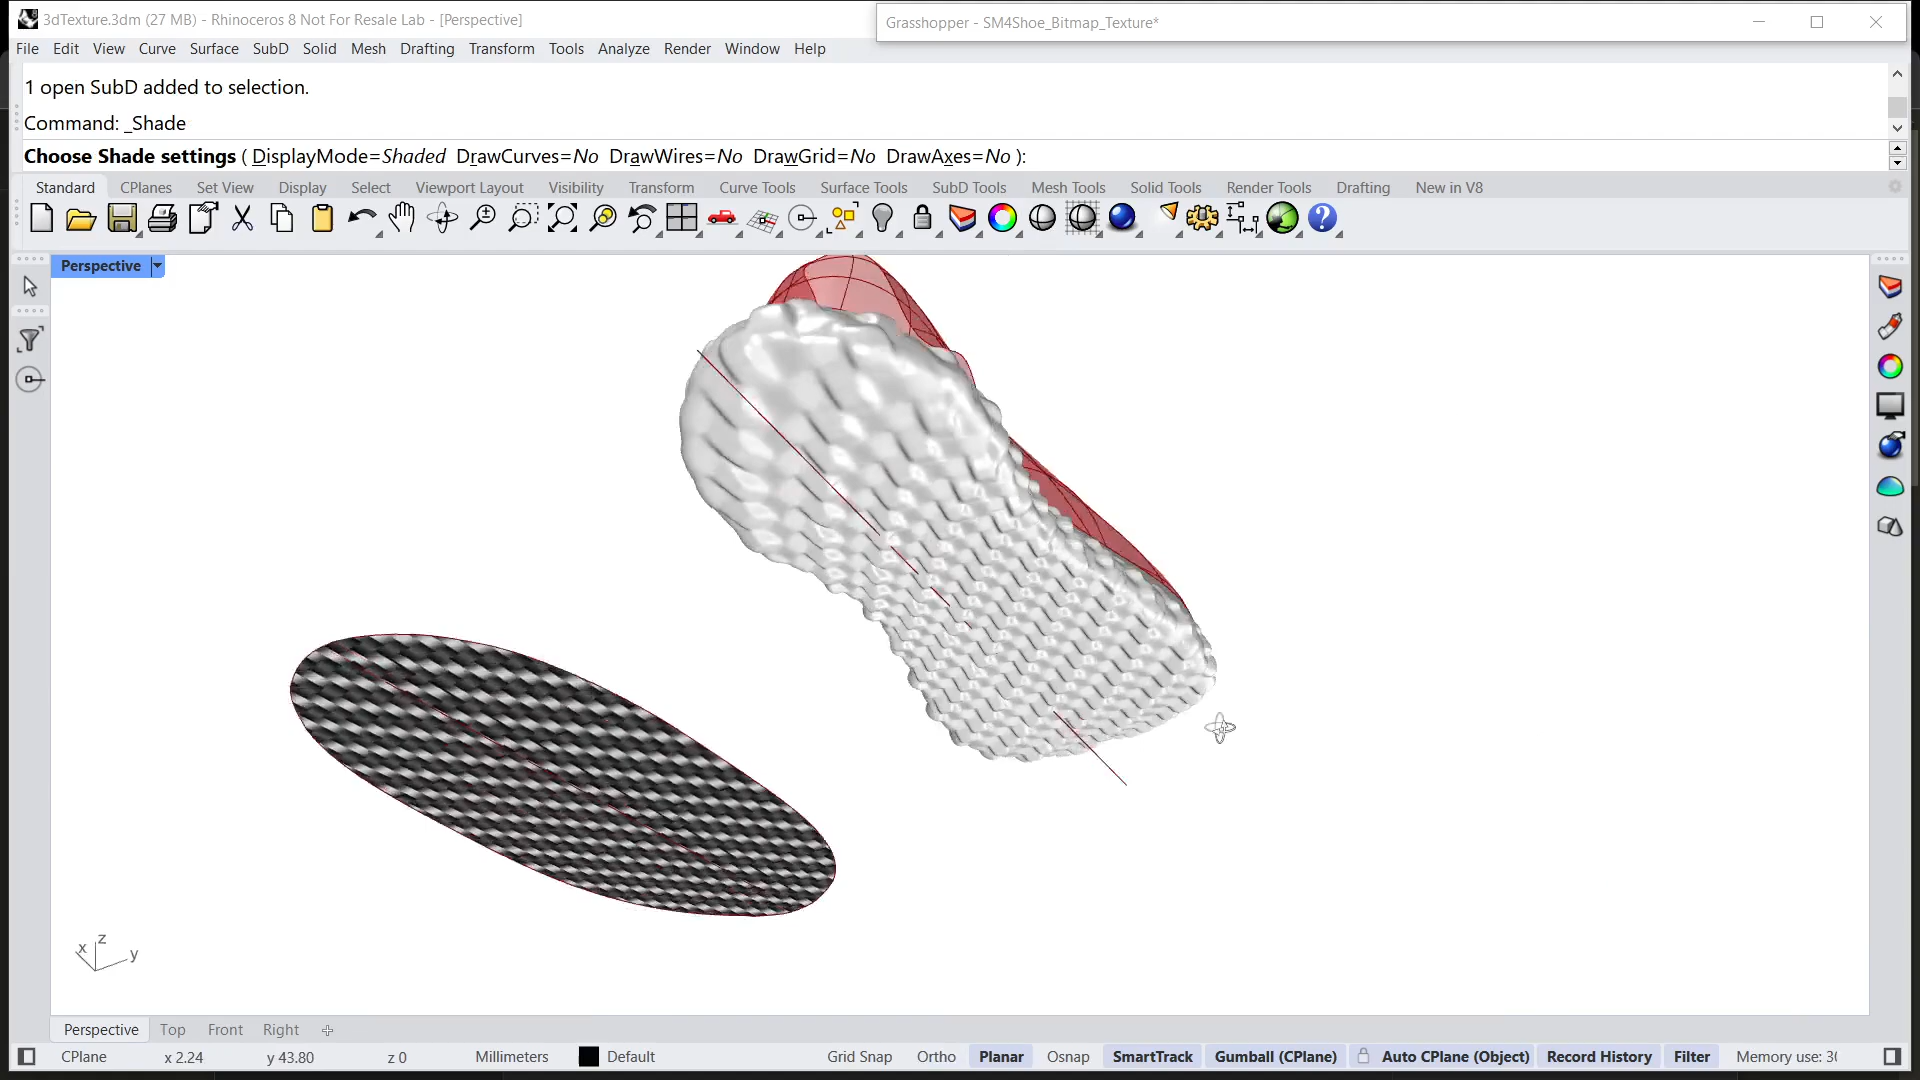 3dTexture.3dm (27 MB) - Rhinoceros 8 Not For Resale Lab - [Perspective]
Grasshopper - SM4Shoe_Bitmap_Texture*
File Edit View Curve Surface SubD Solid Mesh Drafting Transform Tools Analyze Render Window Help
1 open SubD added to selection.
Command: _Shade
Choose Shade settings ( DisplayMode=Shaded DrawCurves=No DrawWires=No DrawGrid=No DrawAxes=No ):
Standard CPlanes Set View Display Select Viewport Layout Visibility Transform Curve Tools Surface Tools SubD Tools Mesh Tools Solid Tools Render Tools Drafting New in V8
Perspective
z
x
y
Perspective Top Front Right
CPlane x 2.24 y 43.80 z 0 Millimeters Default Grid Snap Ortho Planar Osnap SmartTrack Gumball (CPlane) Auto CPlane (Object) Record History Filter Memory use: